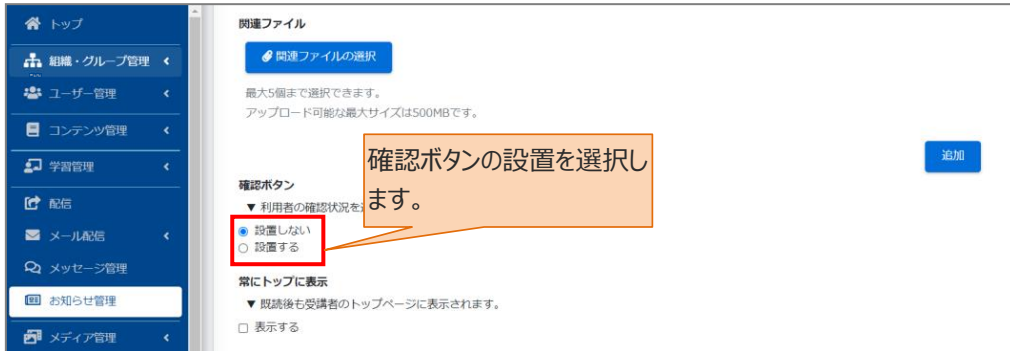 トップ
組織・グループ管理
ユーザー管理
コンテンツ管理
学習管理
配信
メール配信
メッセージ管理
お知らせ管理
メディア管理
関連ファイル
関連ファイルの選択
最大5個まで選択できます。
アップロード可能な最大サイズは500MBです。
追加
確認ボタンの設置を選択し
ます。
確認ボタン
▼ 利用者の確認状況を
設置しない
設置する
常にトップに表示
▼ 既読後も受講者のトップページに表示されます。
表示する